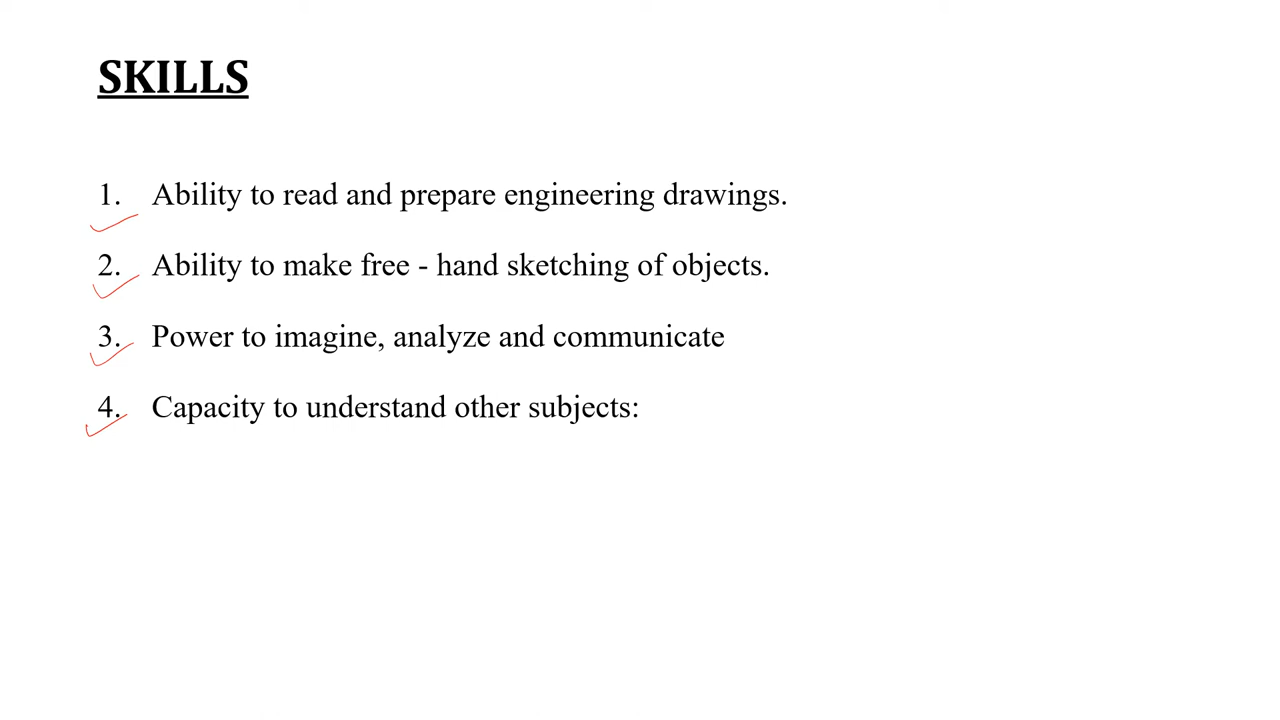 SKILLS
1. Ability to read and prepare engineering drawings.
2. Ability to make free - hand sketching of objects.
3. Power to imagine, analyze and communicate
4. Capacity to understand other subjects: